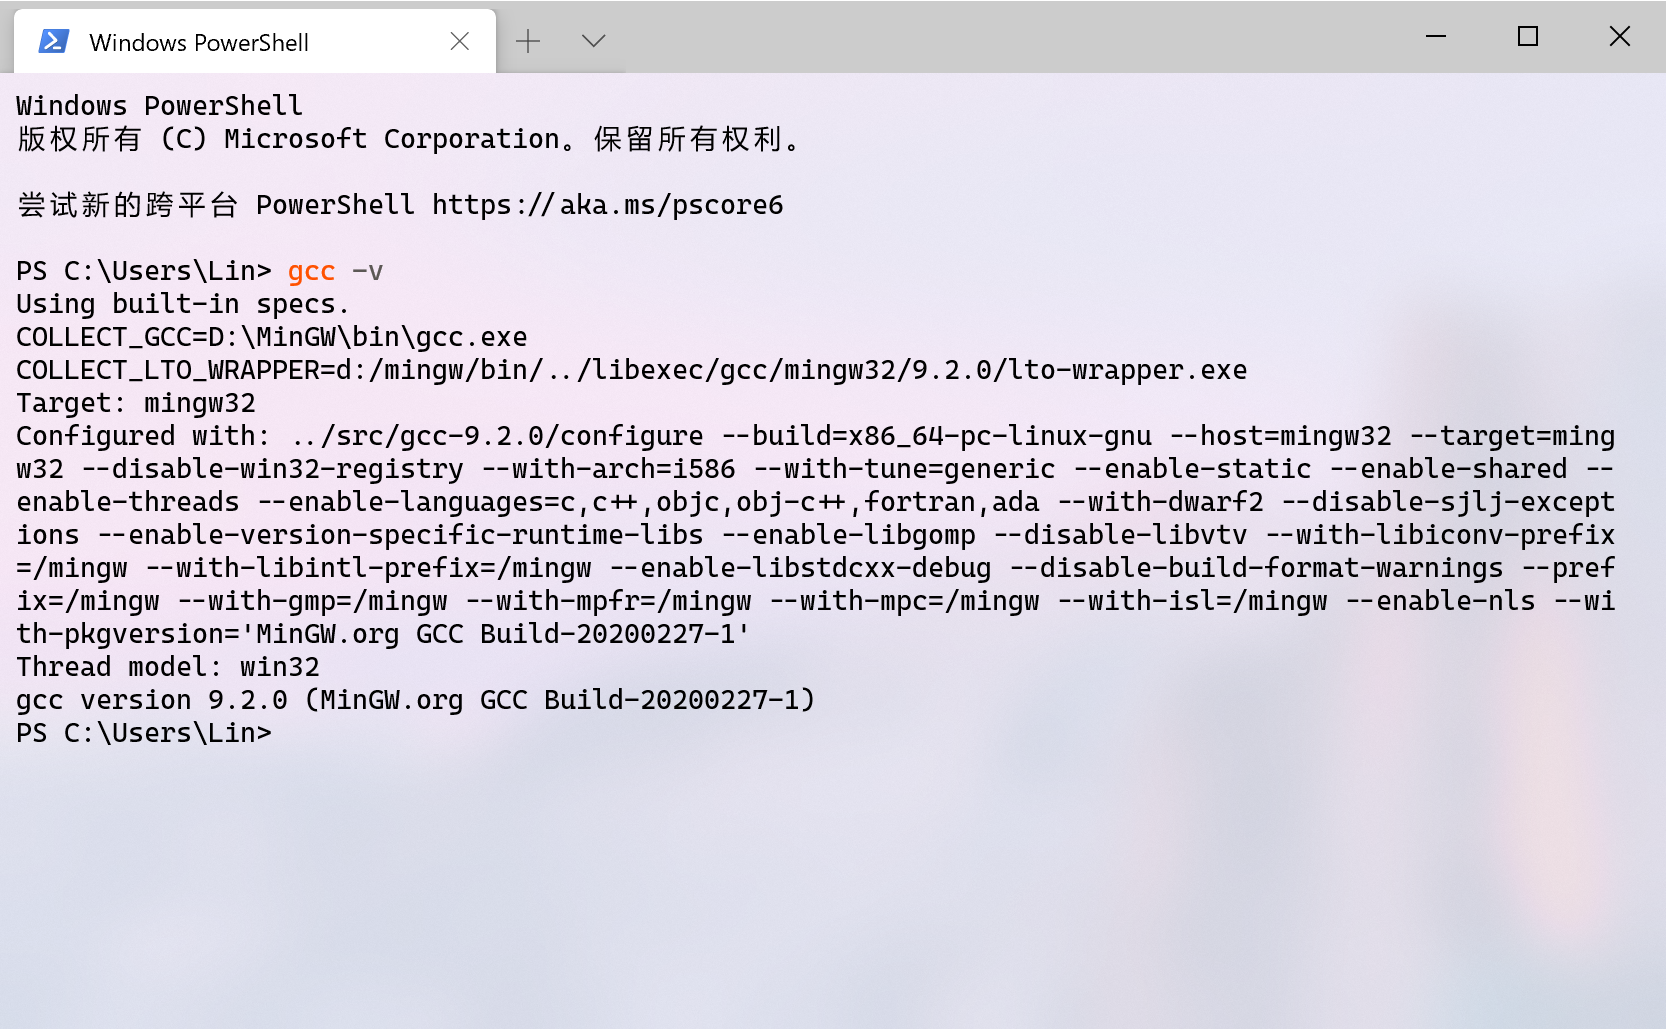 Windows PowerShell
Windows PowerShell
版权所有 (C) Microsoft Corporation。保留所有权利。
尝试新的跨平台 PowerShell https://aka.ms/pscore6
PS C:\Users\Lin> gcc -v
Using built-in specs.
COLLECT_GCC=D:\MinGW\bin\gcc.exe
COLLECT_LTO_WRAPPER=d:/mingw/bin/../libexec/gcc/mingw32/9.2.0/lto-wrapper.exe
Target: mingw32
Configured with: ../src/gcc-9.2.0/configure --build=x86_64-pc-linux-gnu --host=mingw32 --target=ming
w32 --disable-win32-registry --with-arch=i586 --with-tune=generic --enable-static --enable-shared --
enable-threads --enable-languages=c,c++,objc,obj-c++,fortran,ada --with-dwarf2 --disable-sjlj-except
ions --enable-version-specific-runtime-libs --enable-libgomp --disable-libvtv --with-libiconv-prefix
=/mingw --with-libintl-prefix=/mingw --enable-libstdcxx-debug --disable-build-format-warnings --pref
ix=/mingw --with-gmp=/mingw --with-mpfr=/mingw --with-mpc=/mingw --with-isl=/mingw --enable-nls --wi
th-pkgversion='MinGW.org GCC Build-20200227-1'
Thread model: win32
gcc version 9.2.0 (MinGW.org GCC Build-20200227-1)
PS C:\Users\Lin>